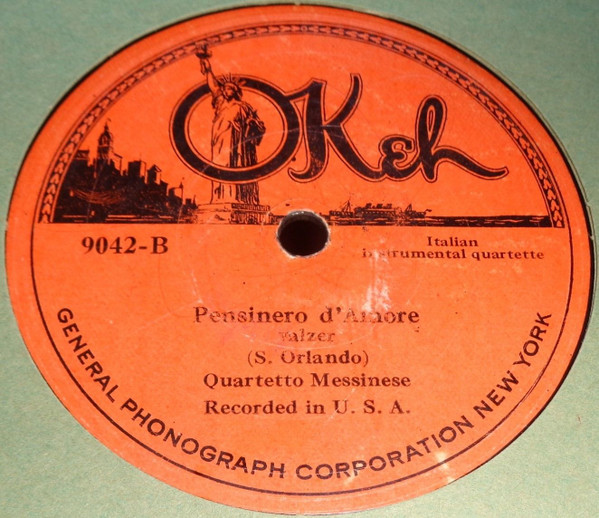 OKeh
9042-B
Italian
instrumental quartette
Pensinero d'Amore
valzer
(S. Orlando)
Quartetto Messinese
Recorded in U. S. A.
GENERAL PHONOGRAPH CORPORATION NEW YORK